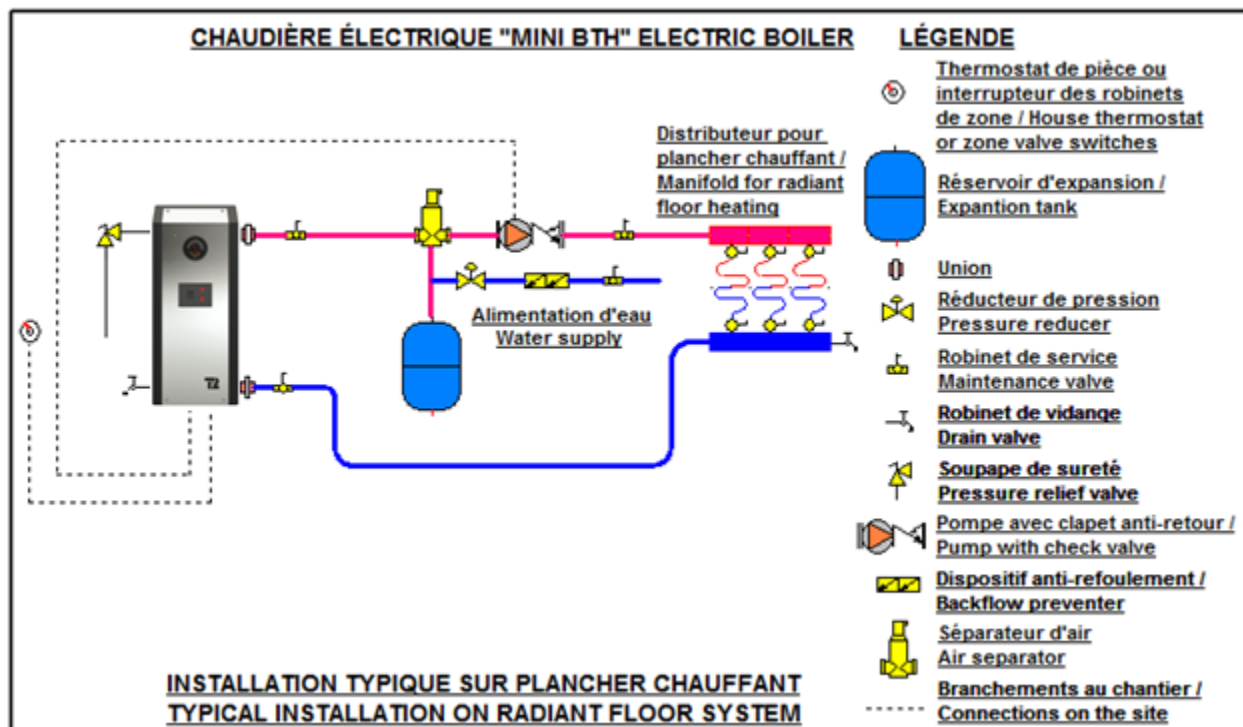 CHAUDIÈRE ÉLECTRIQUE "MINI BTH" ELECTRIC BOILER
Distributeur pour
plancher chauffant /
Manifold for radiant
floor heating
Alimentation d'eau
Water supply
T2
INSTALLATION TYPIQUE SUR PLANCHER CHAUFFANT
TYPICAL INSTALLATION ON RADIANT FLOOR SYSTEM
LÉGENDE
Thermostat de pièce ou
interrupteur des robinets
de zone / House thermostat
or zone valve switches
Réservoir d'expansion /
Expantion tank
Union
Réducteur de pression
Pressure reducer
Robinet de service
Maintenance valve
Robinet de vidange
Drain valve
Soupape de sureté
Pressure relief valve
Pompe avec clapet anti-retour /
Pump with check valve
Dispositif anti-refoulement /
Backflow preventer
Séparateur d'air
Air separator
Branchements au chantier /
Connections on the site